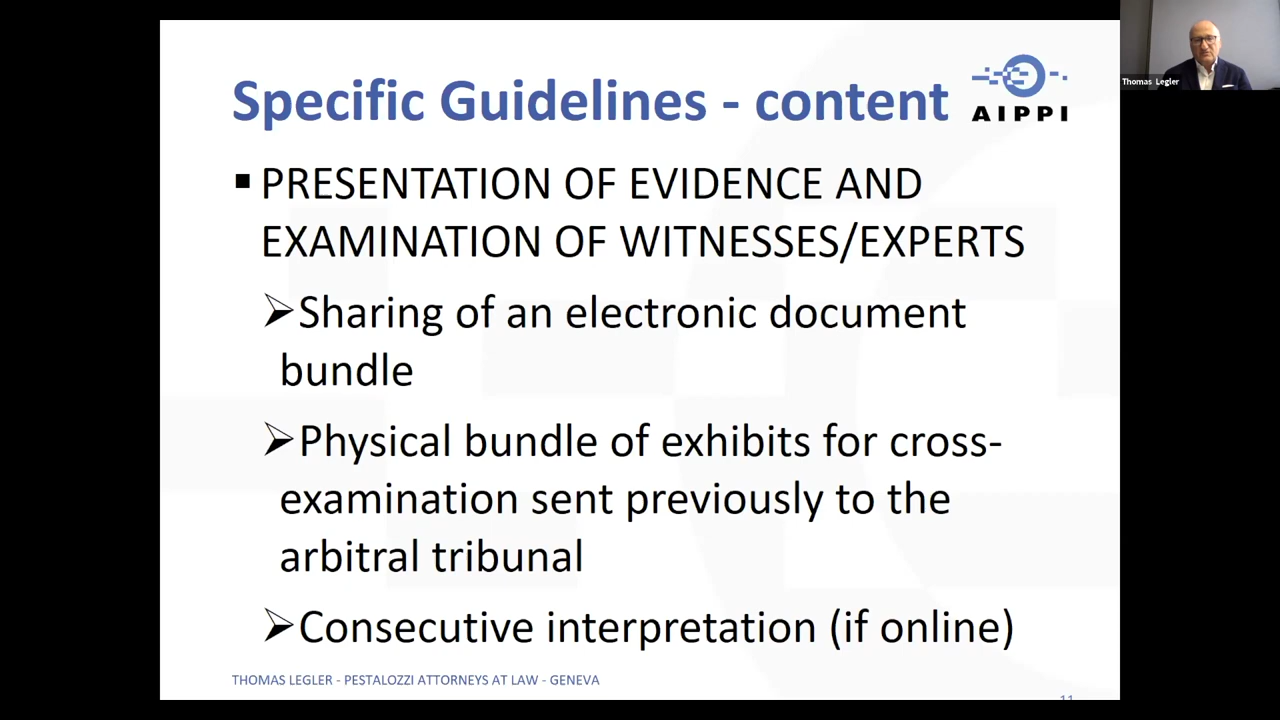 Specific Guidelines - content
AIPPI
Thomas Legler
▪ PRESENTATION OF EVIDENCE AND
EXAMINATION OF WITNESSES/EXPERTS
➢Sharing of an electronic document
bundle
➢Physical bundle of exhibits for cross-
examination sent previously to the
arbitral tribunal
➢Consecutive interpretation (if online)
THOMAS LEGLER - PESTALOZZI ATTORNEYS AT LAW - GENEVA
11